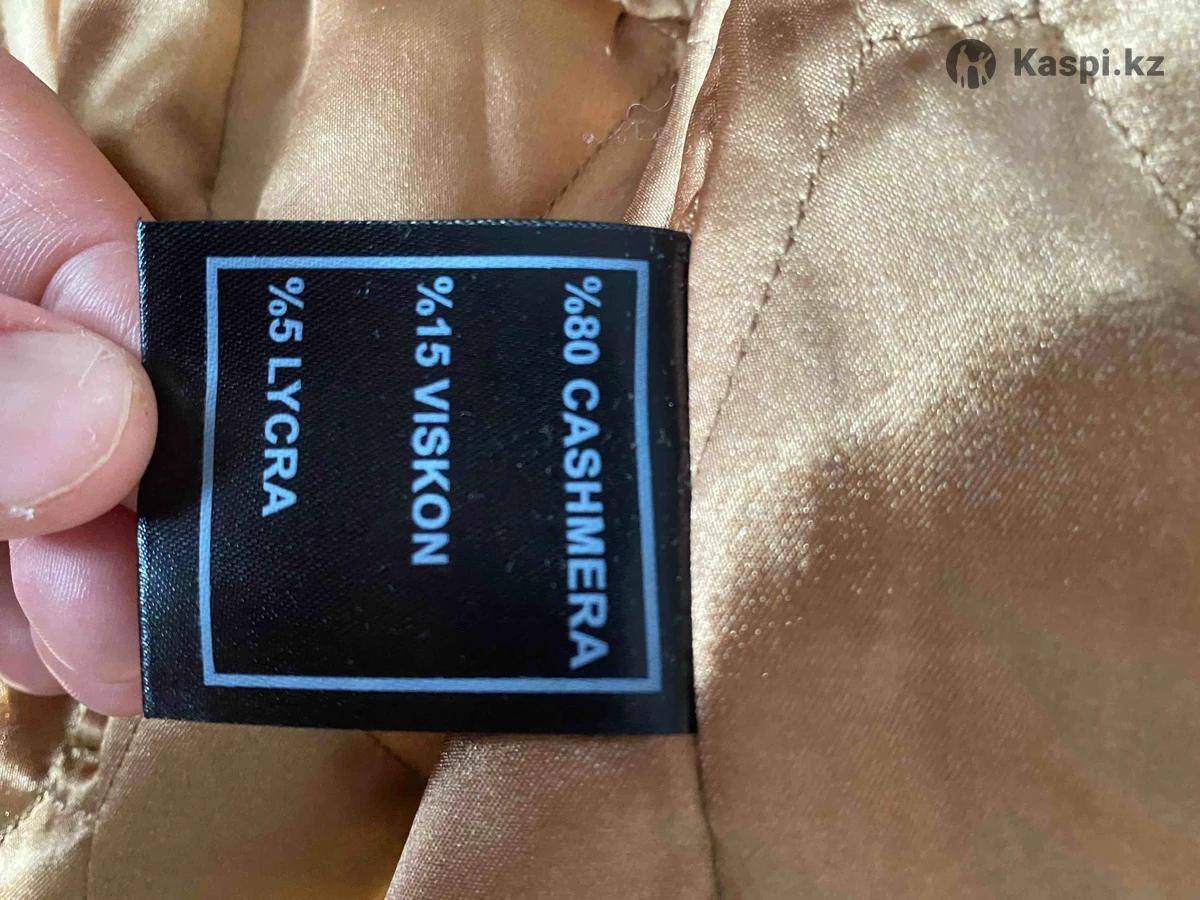 Kaspi.kz
%80 CASHMERA
%15 VISKON
%5 LYCRA